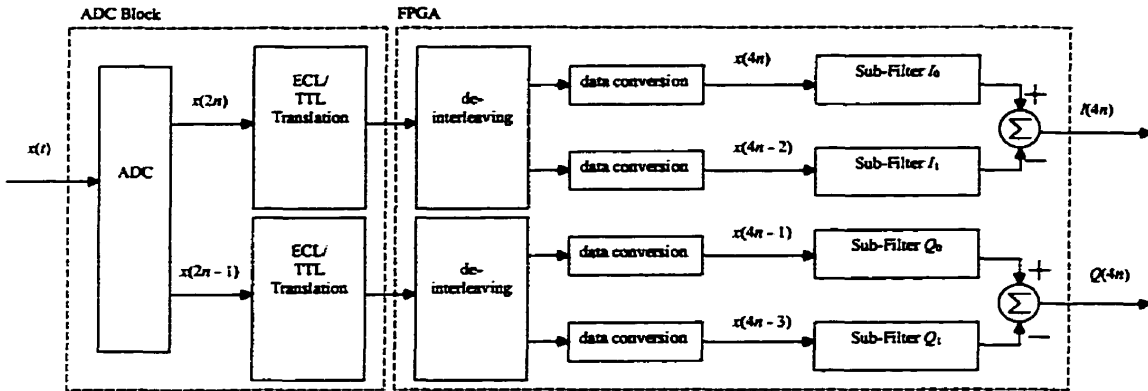 ADC Block
FPGA
x(t)
ADC
x(2n)
x(2n - 1)
ECL/
TTL
Translation
ECL/
TTL
Translation
de-
interleaving
de-
interleaving
data conversion
x(4n)
Sub-Filter I0
+
Σ
I(4n)
data conversion
x(4n - 2)
Sub-Filter I1
−
data conversion
x(4n - 1)
Sub-Filter Q0
+
Σ
Q(4n)
data conversion
x(4n - 3)
Sub-Filter Q1
−